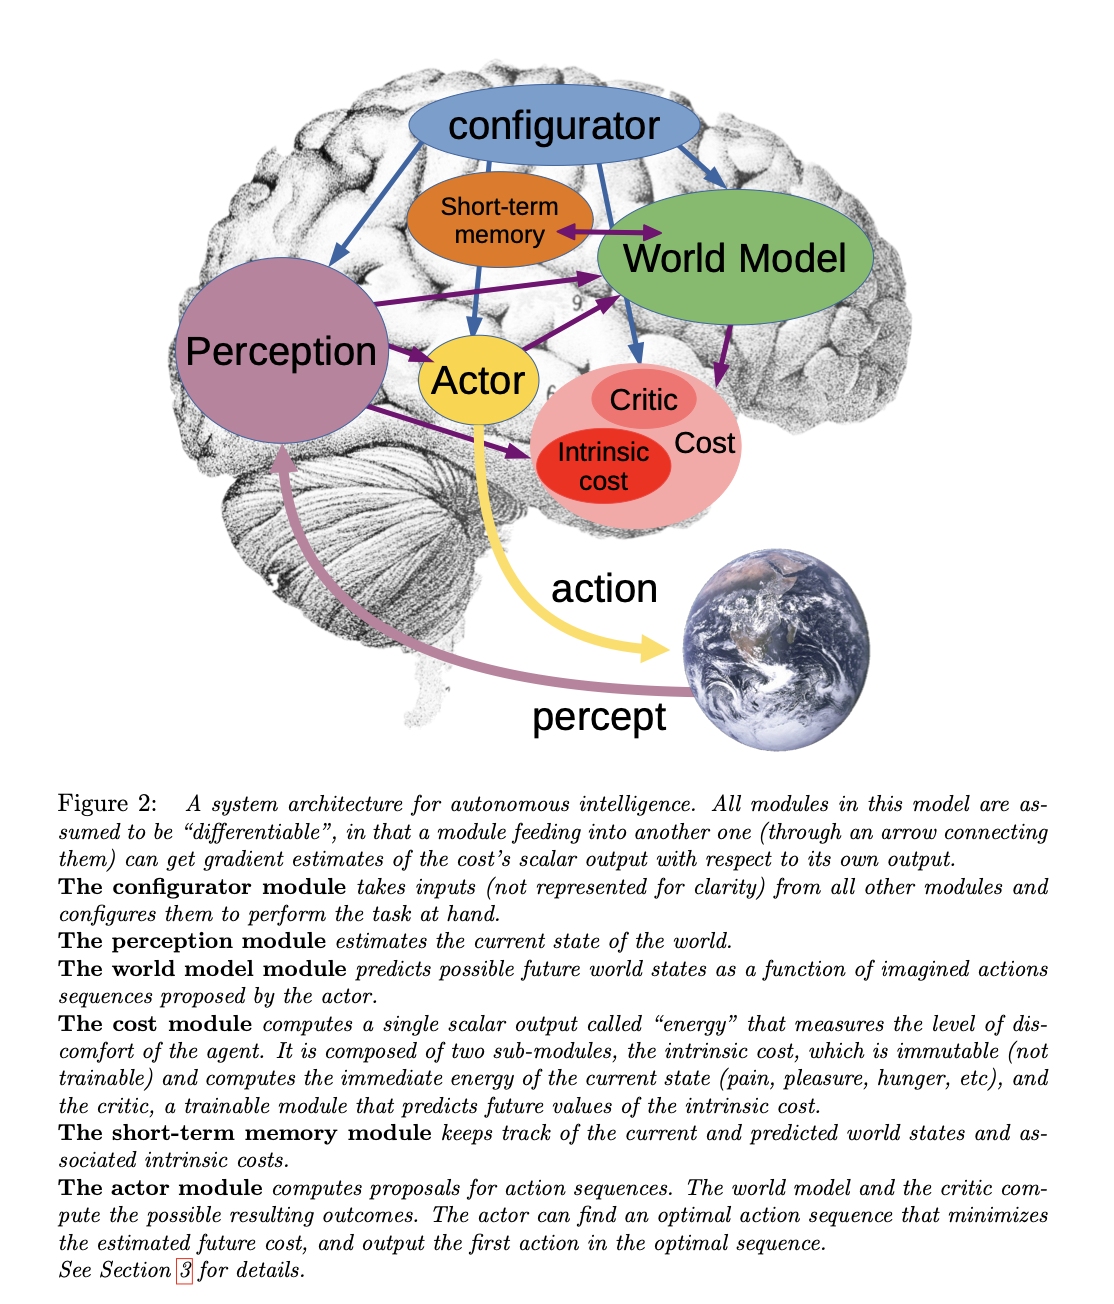 configurator
Short-term
memory
World Model
9
Perception
Actor
6
Critic
Cost
Intrinsic
cost
action
percept
Figure 2: A system architecture for autonomous intelligence. All modules in this model are as-
sumed to be “differentiable”, in that a module feeding into another one (through an arrow connecting
them) can get gradient estimates of the cost’s scalar output with respect to its own output.
The configurator module takes inputs (not represented for clarity) from all other modules and
configures them to perform the task at hand.
The perception module estimates the current state of the world.
The world model module predicts possible future world states as a function of imagined actions
sequences proposed by the actor.
The cost module computes a single scalar output called “energy” that measures the level of dis-
comfort of the agent. It is composed of two sub-modules, the intrinsic cost, which is immutable (not
trainable) and computes the immediate energy of the current state (pain, pleasure, hunger, etc), and
the critic, a trainable module that predicts future values of the intrinsic cost.
The short-term memory module keeps track of the current and predicted world states and as-
sociated intrinsic costs.
The actor module computes proposals for action sequences. The world model and the critic com-
pute the possible resulting outcomes. The actor can find an optimal action sequence that minimizes
the estimated future cost, and output the first action in the optimal sequence.
See Section 3 for details.